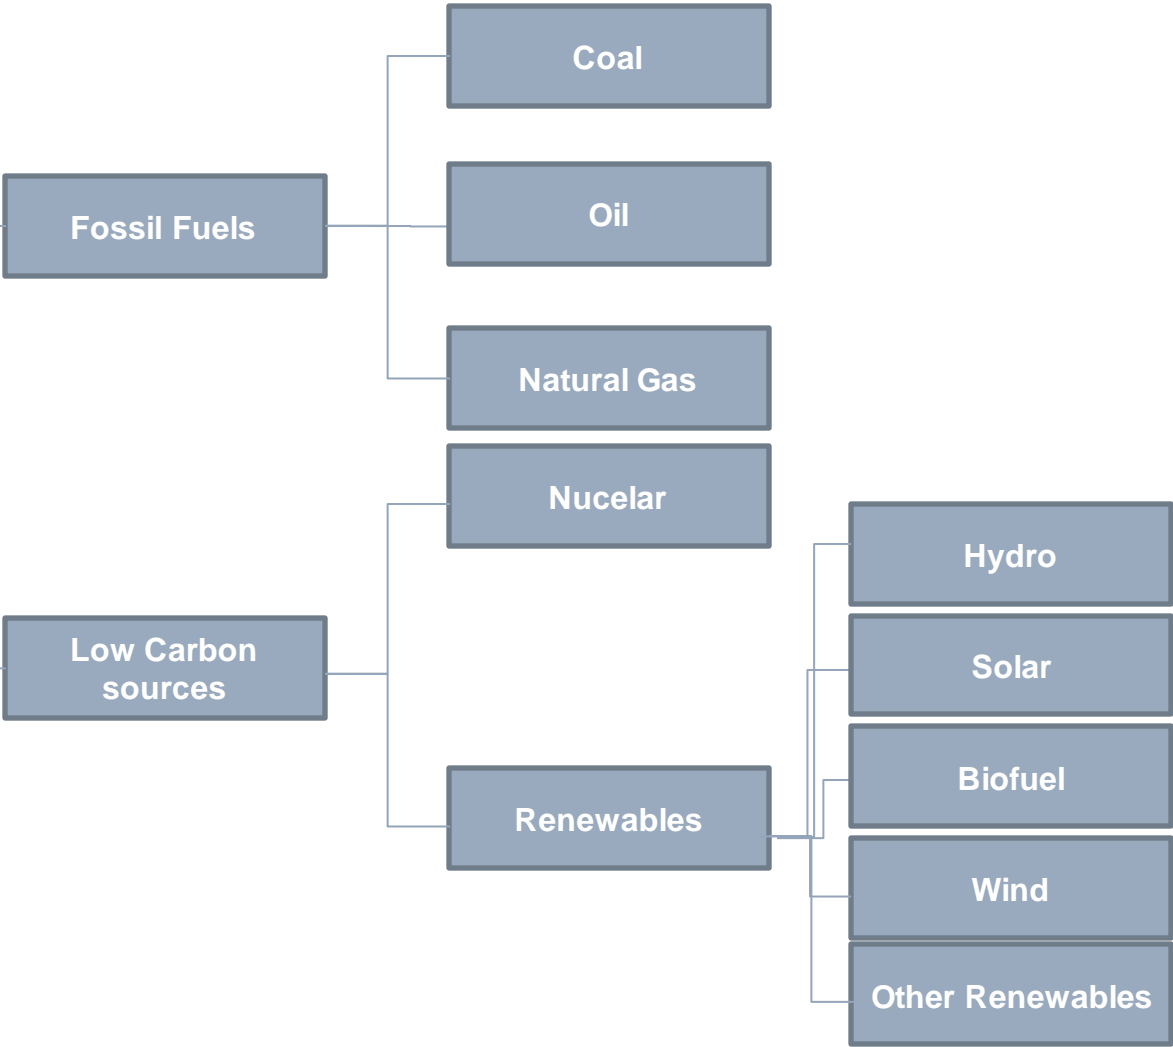 Coal
Fossil Fuels
Oil
Natural Gas
Nucelar
Low Carbon
sources
Renewables
Hydro
Solar
Biofuel
Wind
Other Renewables